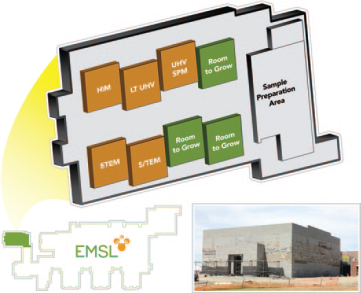 HIM
LT UHV
UHV
SPM
Room
to Grow
Sample
Preparation
Area
STEM
S/TEM
Room
to Grow
Room
to Grow
EMSL